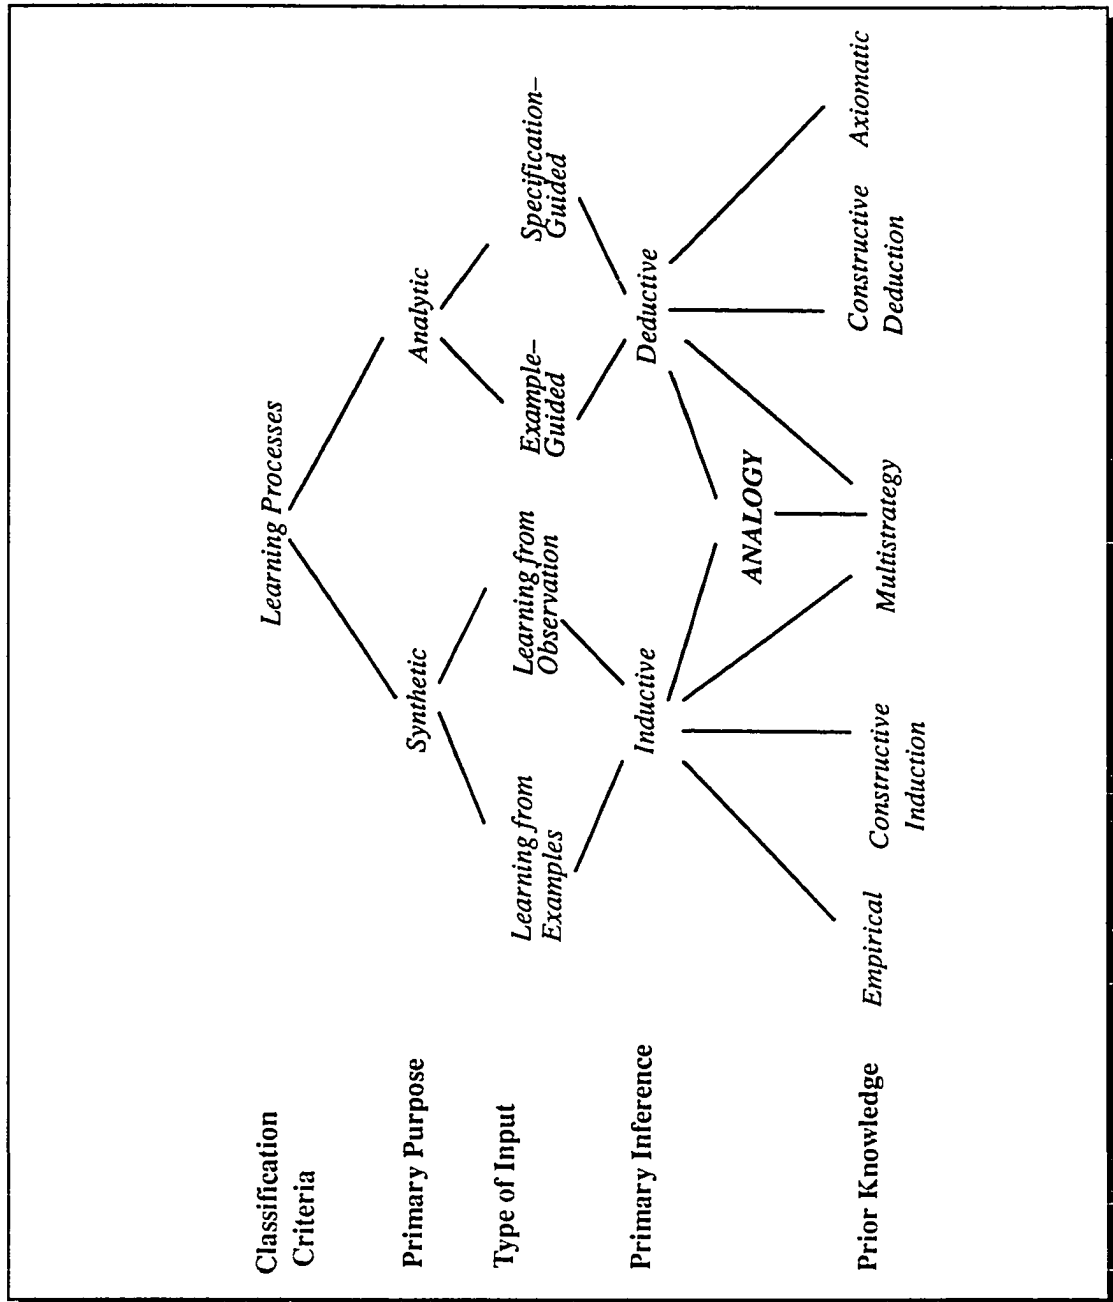 Classification
Criteria
Learning Processes
Primary Purpose
Synthetic
Analytic
Type of Input
Learning from
Examples
Learning from
Observation
Example–
Guided
Specification–
Guided
Primary Inference
Inductive
Deductive
ANALOGY
Prior Knowledge
Empirical
Constructive
Induction
Multistrategy
Constructive
Deduction
Axiomatic